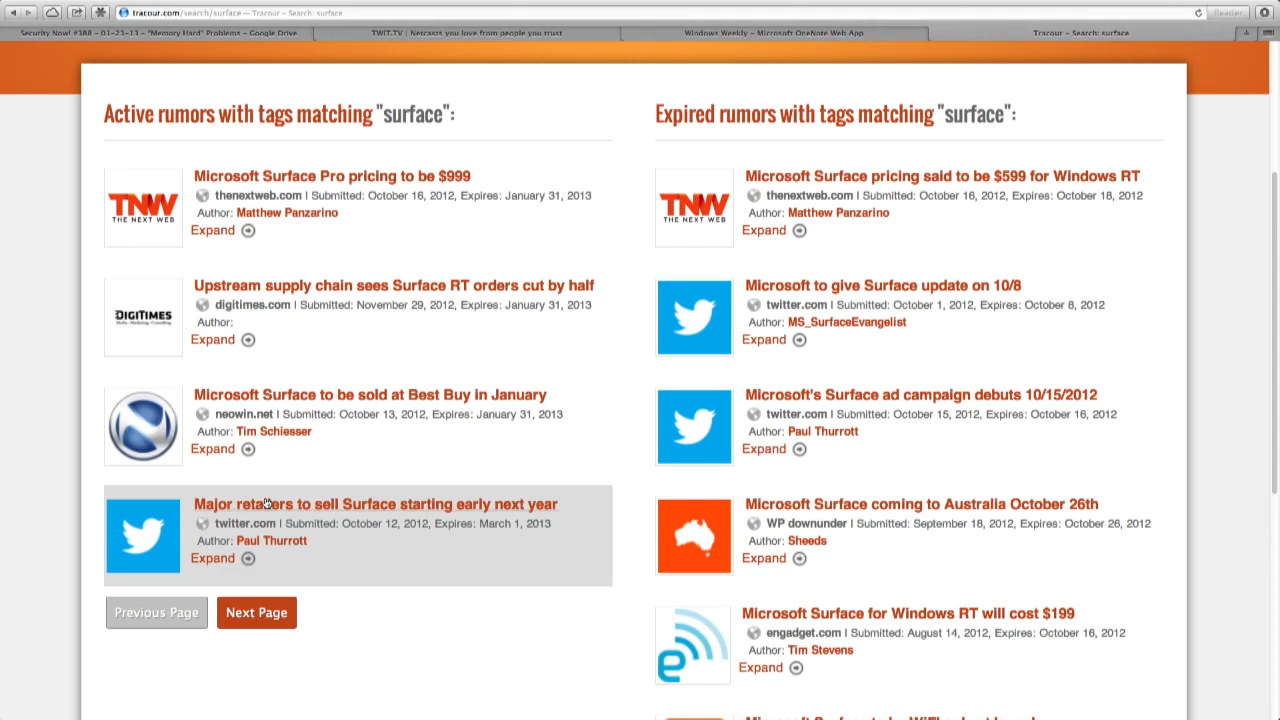 tracour.com/search/surface — Tracour – Search: surface
Reader
Security Now! #388 – 01-23-13 – "Memory Hard" Problems – Google Drive
TWIT.TV | Netcasts you love from people you trust
Windows Weekly – Microsoft OneNote Web App
Tracour – Search: surface
Active rumors with tags matching "surface":
TNW
THE NEXT WEB
Microsoft Surface Pro pricing to be $999
thenextweb.com | Submitted: October 16, 2012, Expires: January 31, 2013
Author: Matthew Panzarino
Expand
DIGITIMES
Upstream supply chain sees Surface RT orders cut by half
digitimes.com | Submitted: November 29, 2012, Expires: January 31, 2013
Author:
Expand
Microsoft Surface to be sold at Best Buy in January
neowin.net | Submitted: October 13, 2012, Expires: January 31, 2013
Author: Tim Schiesser
Expand
Major retailers to sell Surface starting early next year
twitter.com | Submitted: October 12, 2012, Expires: March 1, 2013
Author: Paul Thurrott
Expand
Previous Page
Next Page
Expired rumors with tags matching "surface":
TNW
THE NEXT WEB
Microsoft Surface pricing said to be $599 for Windows RT
thenextweb.com | Submitted: October 16, 2012, Expires: October 18, 2012
Author: Matthew Panzarino
Expand
Microsoft to give Surface update on 10/8
twitter.com | Submitted: October 1, 2012, Expires: October 8, 2012
Author: MS_SurfaceEvangelist
Expand
Microsoft's Surface ad campaign debuts 10/15/2012
twitter.com | Submitted: October 15, 2012, Expires: October 16, 2012
Author: Paul Thurrott
Expand
Microsoft Surface coming to Australia October 26th
WP downunder | Submitted: September 18, 2012, Expires: October 26, 2012
Author: Sheeds
Expand
Microsoft Surface for Windows RT will cost $199
engadget.com | Submitted: August 14, 2012, Expires: October 16, 2012
Author: Tim Stevens
Expand